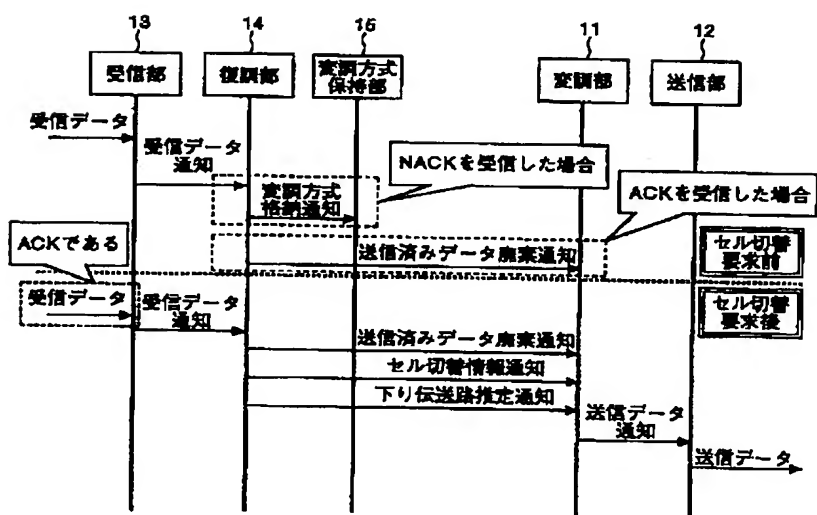 13
14
15
11
12
受信部
復調部
変調方式
保持部
変調部
送信部
受信データ
受信データ
通知
変調方式
格納通知
NACKを受信した場合
ACKを受信した場合
送信済みデータ廃棄通知
セル切替
要求前
ACKである
受信データ
受信データ
通知
セル切替
要求後
送信済みデータ廃棄通知
セル切替情報通知
下り伝送路推定通知
送信データ
通知
送信データ